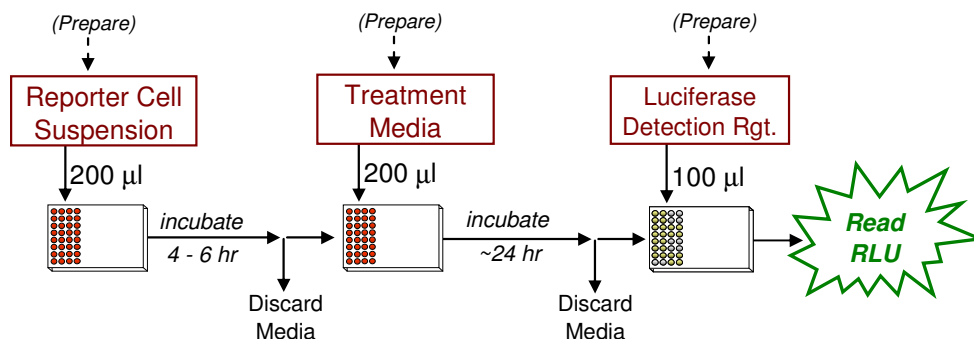 (Prepare)
(Prepare)
(Prepare)
Reporter Cell
Suspension
Treatment
Media
Luciferase
Detection Rgt.
200 µl
200 µl
100 µl
incubate
4 - 6 hr
incubate
~24 hr
Read
RLU
Discard
Media
Discard
Media